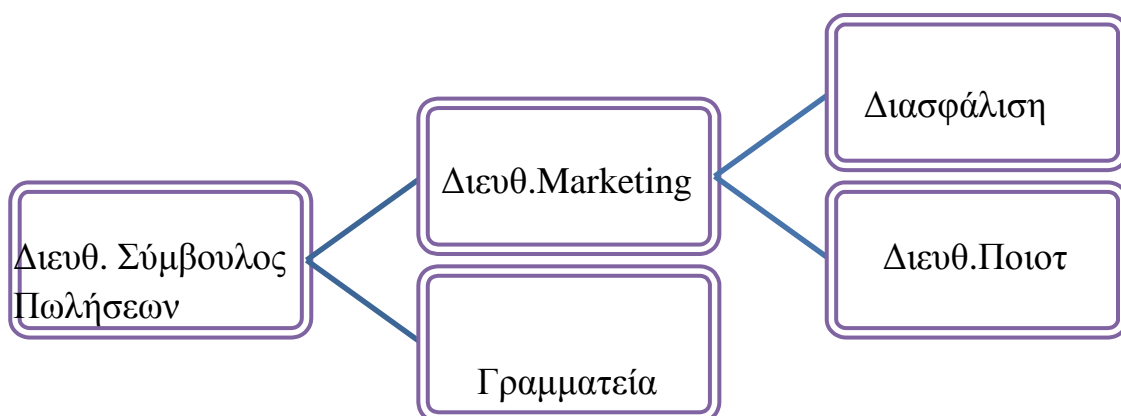 Διευθ. Σύμβουλος
Πωλήσεων
Διευθ.Marketing
Γραμματεία
Διασφάλιση
Διευθ.Ποιοτ